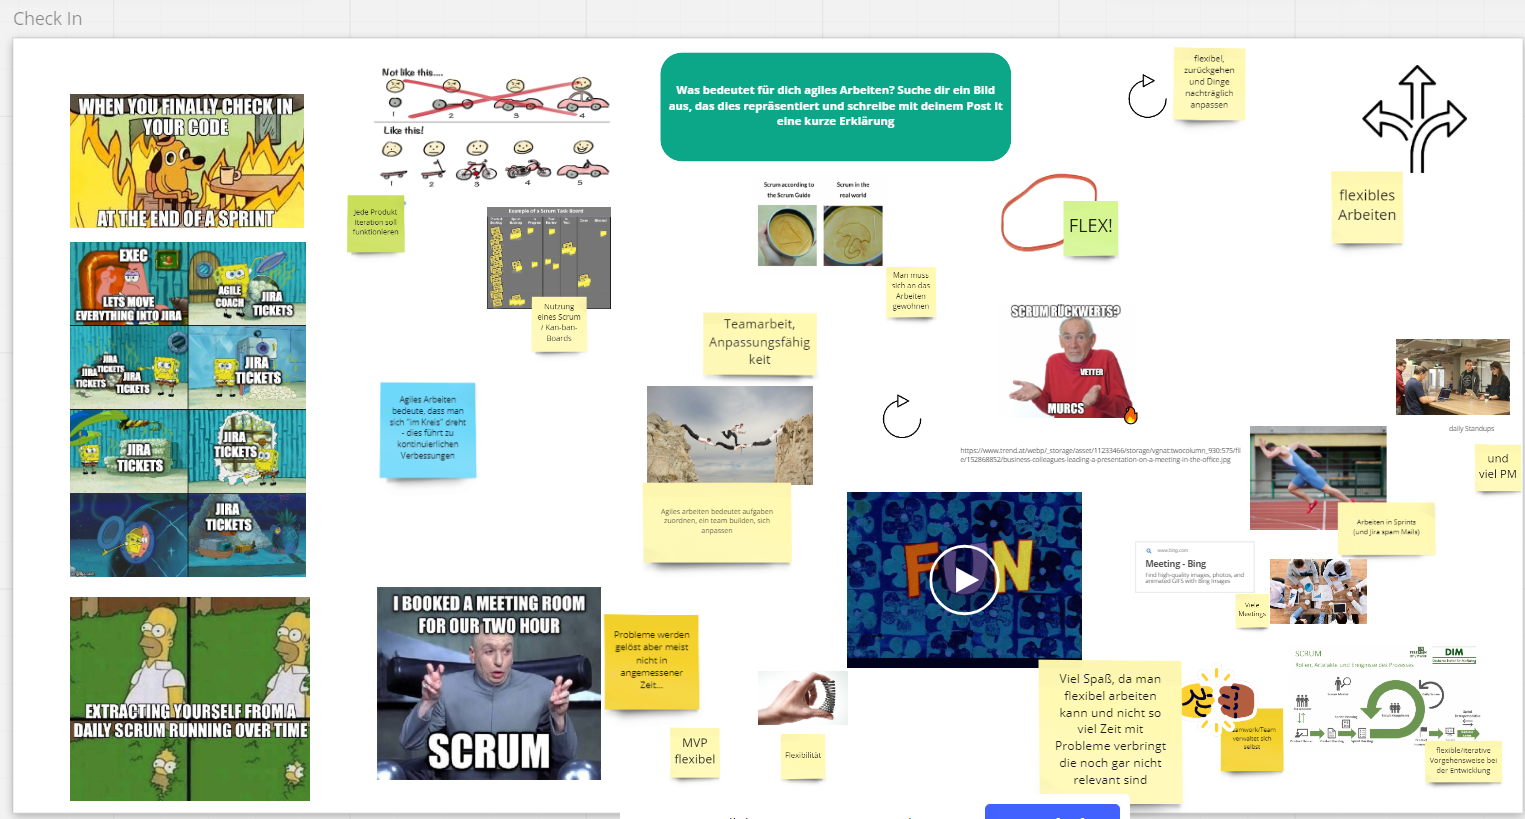 Check In
WHEN YOU FINALLY CHECK IN
YOUR CODE
AT THE END OF A SPRINT
Not like this....
1 2 3 4
Like this!
1 2 3 4 5
Jede Produkt
Iteration soll
funktionieren
Example of a Scrum Task Board
Nutzung
eines Scrum
/ Kan-ban-
Boards
Was bedeutet für dich agiles Arbeiten? Suche dir ein Bild
aus, das dies repräsentiert und schreibe mit deinem Post It
eine kurze Erklärung
Scrum according to
the Scrum Guide
Scrum in the
real world
Man muss
sich an das
Arbeiten
gewöhnen
flexibel,
zurückgehen
und Dinge
nachträglich
anpassen
FLEX!
flexibles
Arbeiten
EXEC
LETS MOVE
EVERYTHING INTO JIRA
AGILE
COACH
JIRA
TICKETS
JIRA
TICKETS
JIRA
TICKETS
JIRA
TICKETS
JIRA
TICKETS
JIRA
TICKETS
JIRA
TICKETS
JIRA
TICKETS
Agiles Arbeiten
bedeute, dass man
sich "im Kreis" dreht
- dies führt zu
kontinuierlichen
Verbessungen
Teamarbeit,
Anpassungsfähig
keit
Agiles arbeiten bedeutet aufgaben
zuordnen, ein team builden, sich
anpassen
SCRUM RÜCKWERTS?
VETTER
MURCS
https://www.trend.at/webp/_storage/asset/11233466/storage/vgnat:twocolumn_930:575/fil
e/152868852/business-colleagues-leading-a-presentation-on-a-meeting-in-the-office.jpg
daily Standups
und
viel PM
Arbeiten in Sprints
(und Jira spam Mails)
www.bing.com
Meeting - Bing
Find high-quality images, photos, and
animated GIFS with Bing Images
Viele
Meetings
FUN
EXTRACTING YOURSELF FROM A
DAILY SCRUM RUNNING OVER TIME
I BOOKED A MEETING ROOM
FOR OUR TWO HOUR
SCRUM
Probleme werden
gelöst aber meist
nicht in
angemessener
Zeit...
MVP
flexibel
Flexibilität
Viel Spaß, da man
flexibel arbeiten
kann und nicht so
viel Zeit mit
Probleme verbringt
die noch gar nicht
relevant sind
verwaltet sich
selbst
SCRUM
Rollen, Artefakte und Ereignisse des Prozesses
DIM
flexible/iterative
Vorgehensweise bei
der Entwicklung